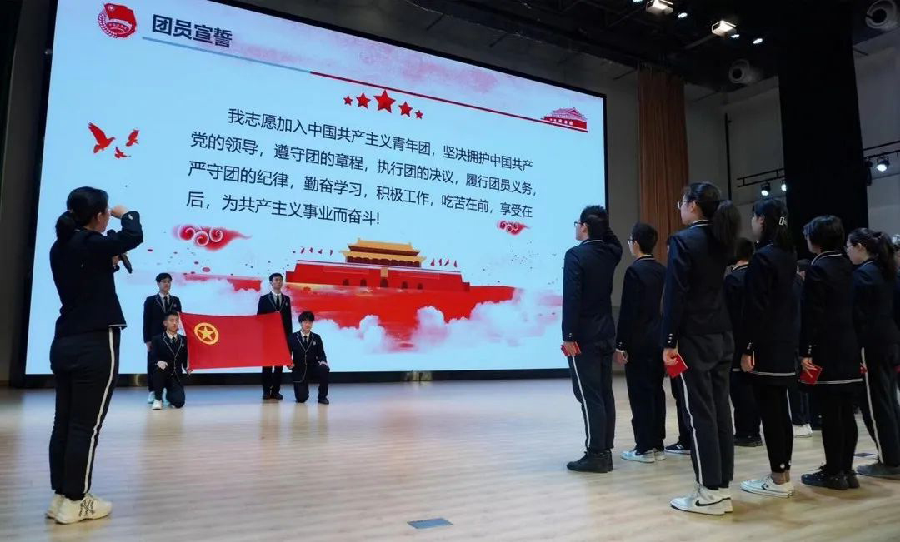 团员宣誓
我志愿加入中国共产主义青年团，坚决拥护中国共产
党的领导，遵守团的章程，执行团的决议，履行团员义务，
严守团的纪律，勤奋学习，积极工作，吃苦在前，享受在
后，为共产主义事业而奋斗！